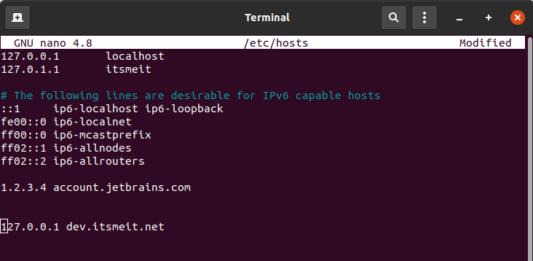 Terminal
GNU nano 4.8 /etc/hosts Modified
127.0.0.1 localhost
127.0.1.1 itsmeit
# The following lines are desirable for IPv6 capable hosts
::1 ip6-localhost ip6-loopback
fe00::0 ip6-localnet
ff00::0 ip6-mcastprefix
ff02::1 ip6-allnodes
ff02::2 ip6-allrouters
1.2.3.4 account.jetbrains.com
127.0.0.1 dev.itsmeit.net